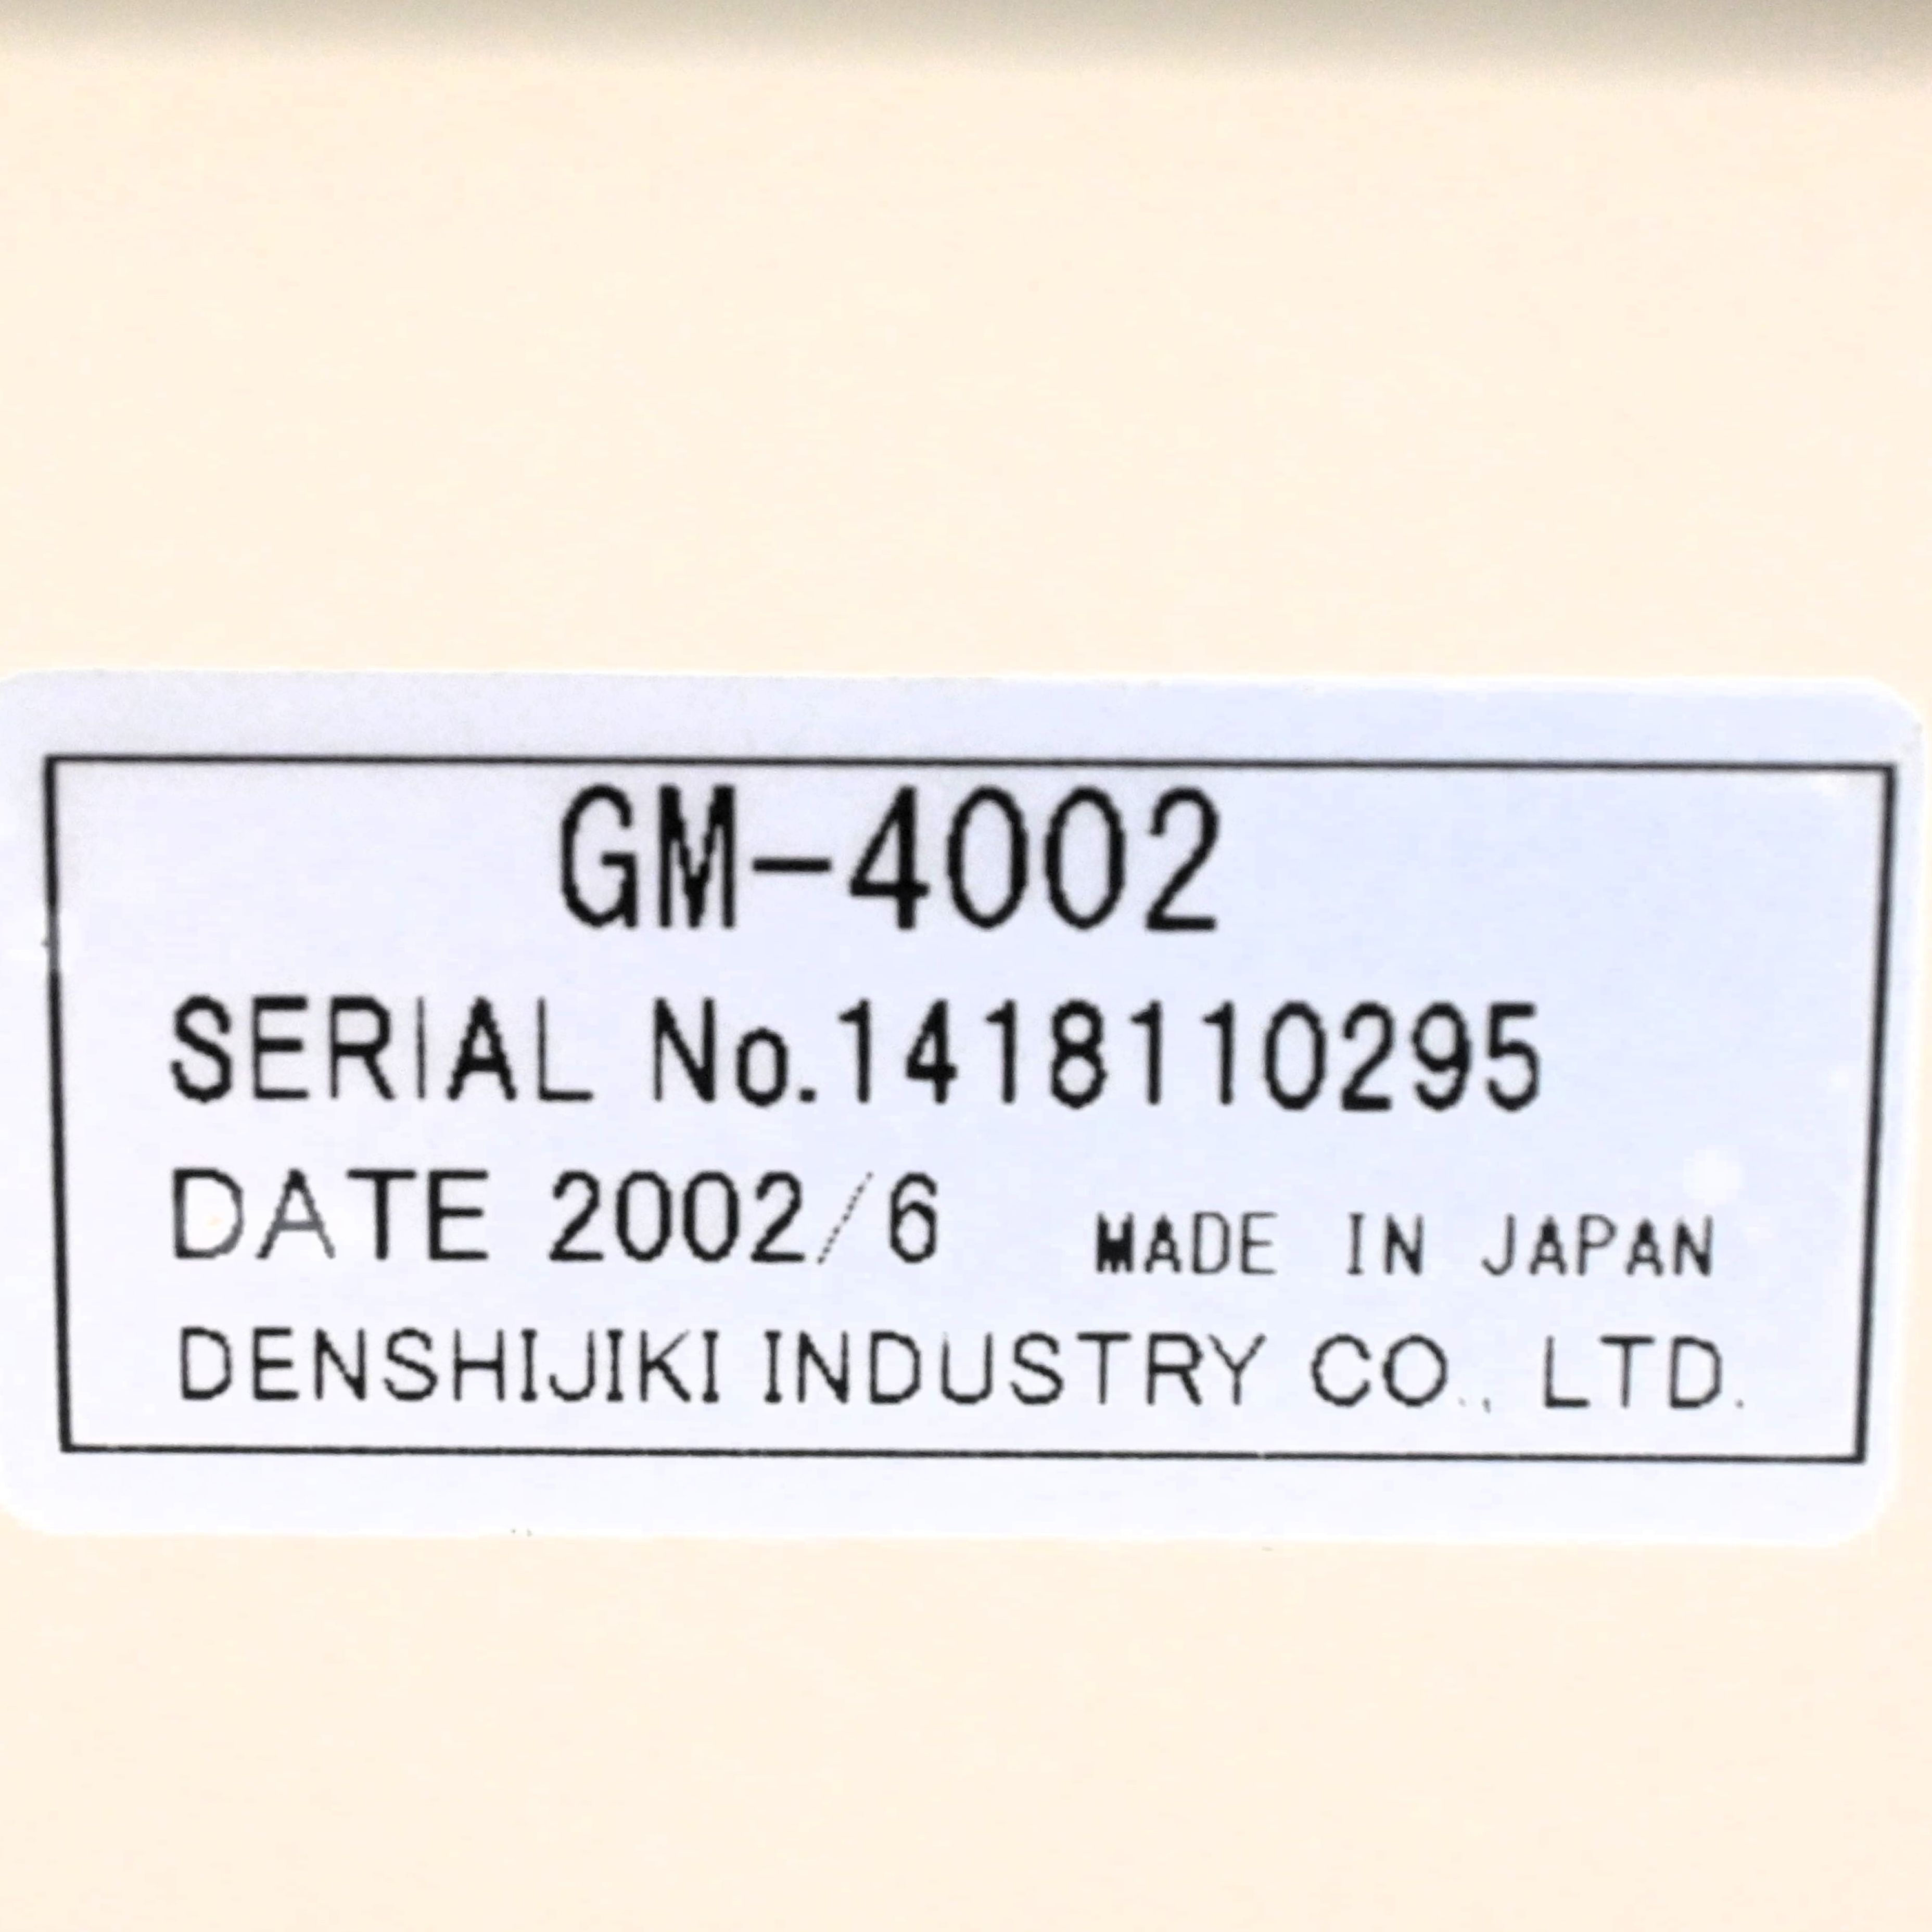 GM-4002
SERIAL No.1418110295
DATE 2002/6 MADE IN JAPAN
DENSHIJIKI INDUSTRY CO., LTD.